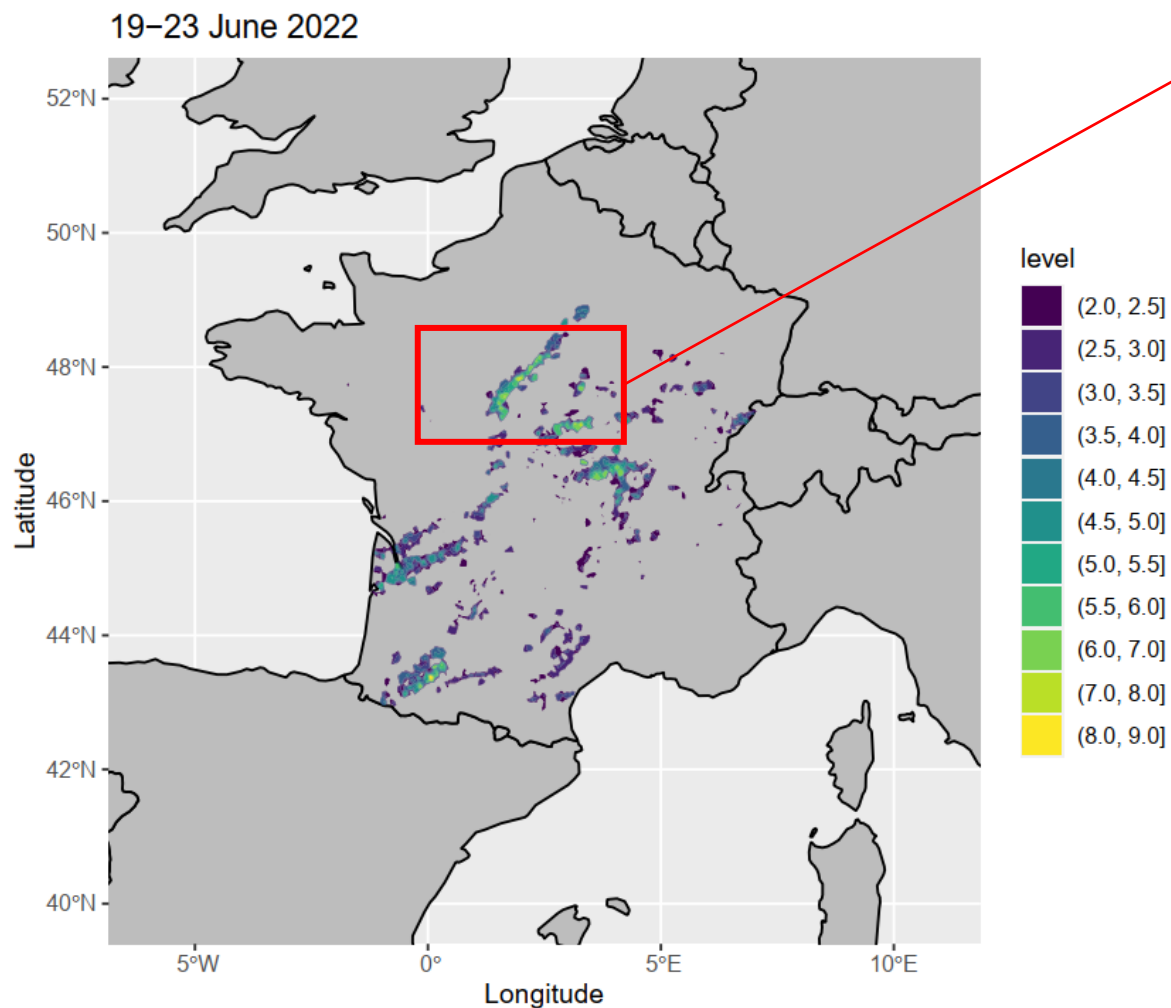 19−23 June 2022
52°N
50°N
48°N
46°N
44°N
42°N
40°N
Latitude
5°W
0°
5°E
10°E
Longitude
level
(2.0, 2.5]
(2.5, 3.0]
(3.0, 3.5]
(3.5, 4.0]
(4.0, 4.5]
(4.5, 5.0]
(5.0, 5.5]
(5.5, 6.0]
(6.0, 7.0]
(7.0, 8.0]
(8.0, 9.0]